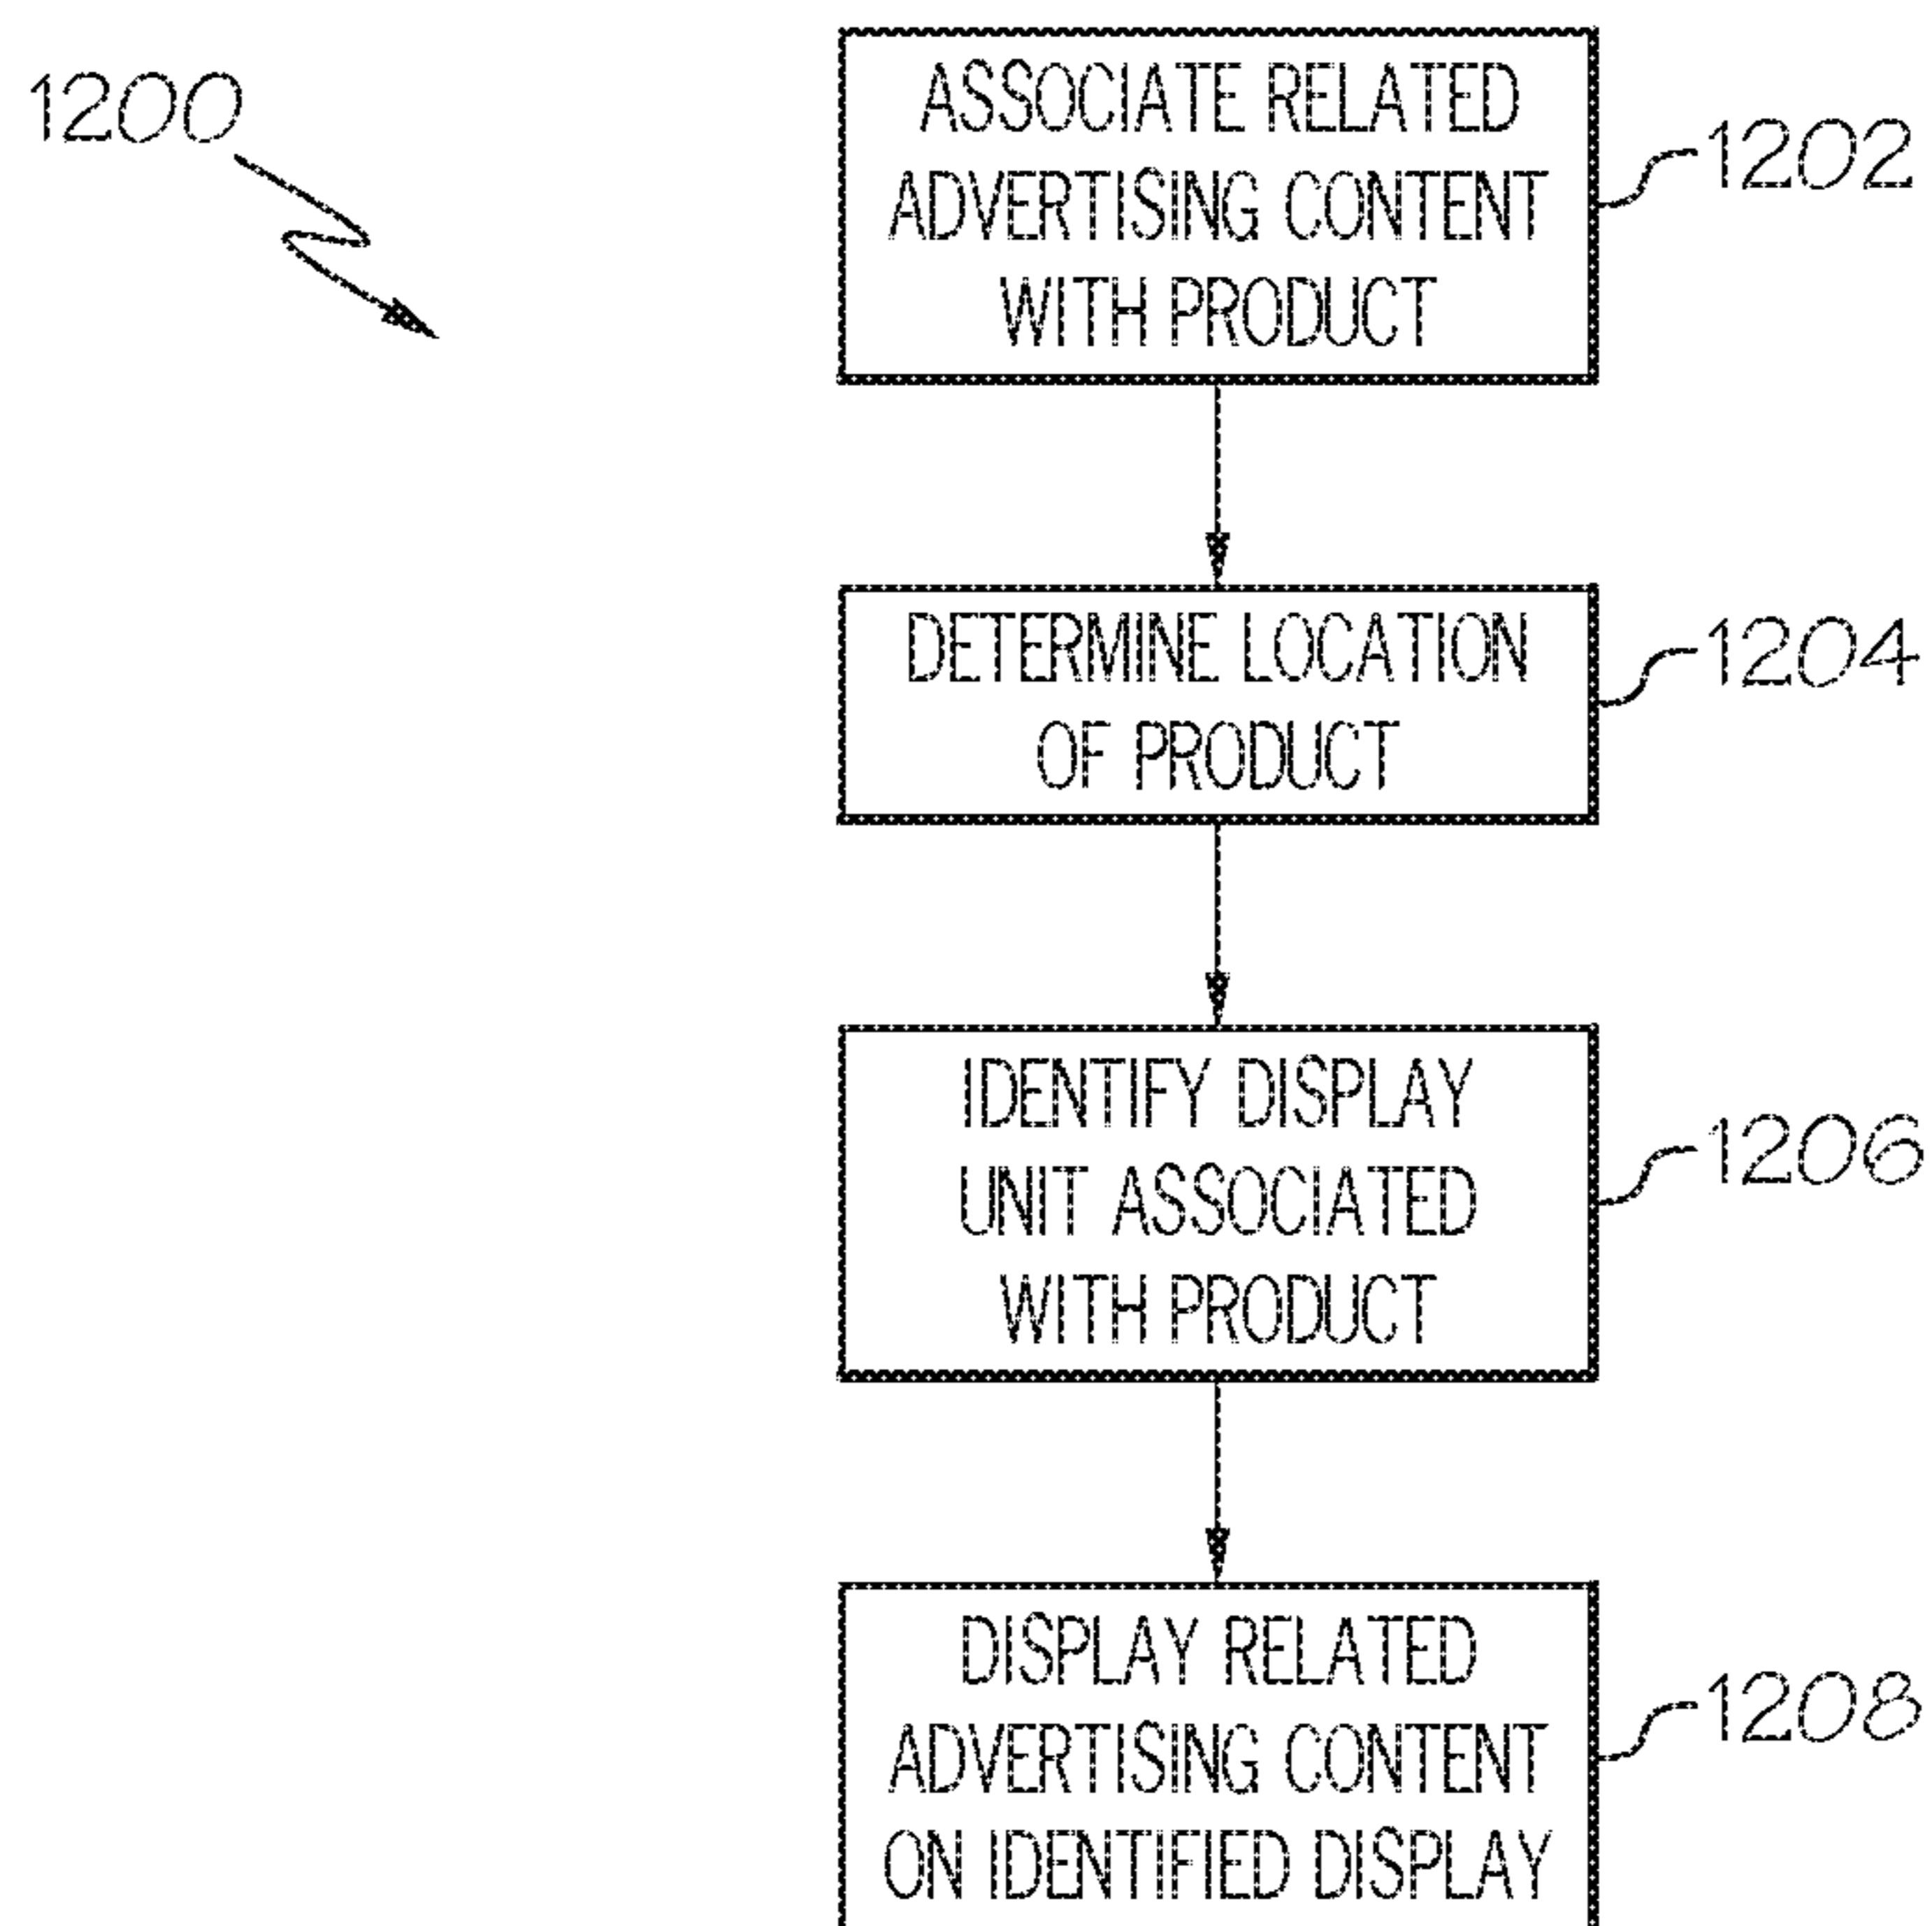 1200
ASSOCIATE RELATED
ADVERTISING CONTENT
WITH PRODUCT
1202
DETERMINE LOCATION
OF PRODUCT
1204
IDENTIFY DISPLAY
UNIT ASSOCIATED
WITH PRODUCT
1206
DISPLAY RELATED
ADVERTISING CONTENT
ON IDENTIFIED DISPLAY
1208